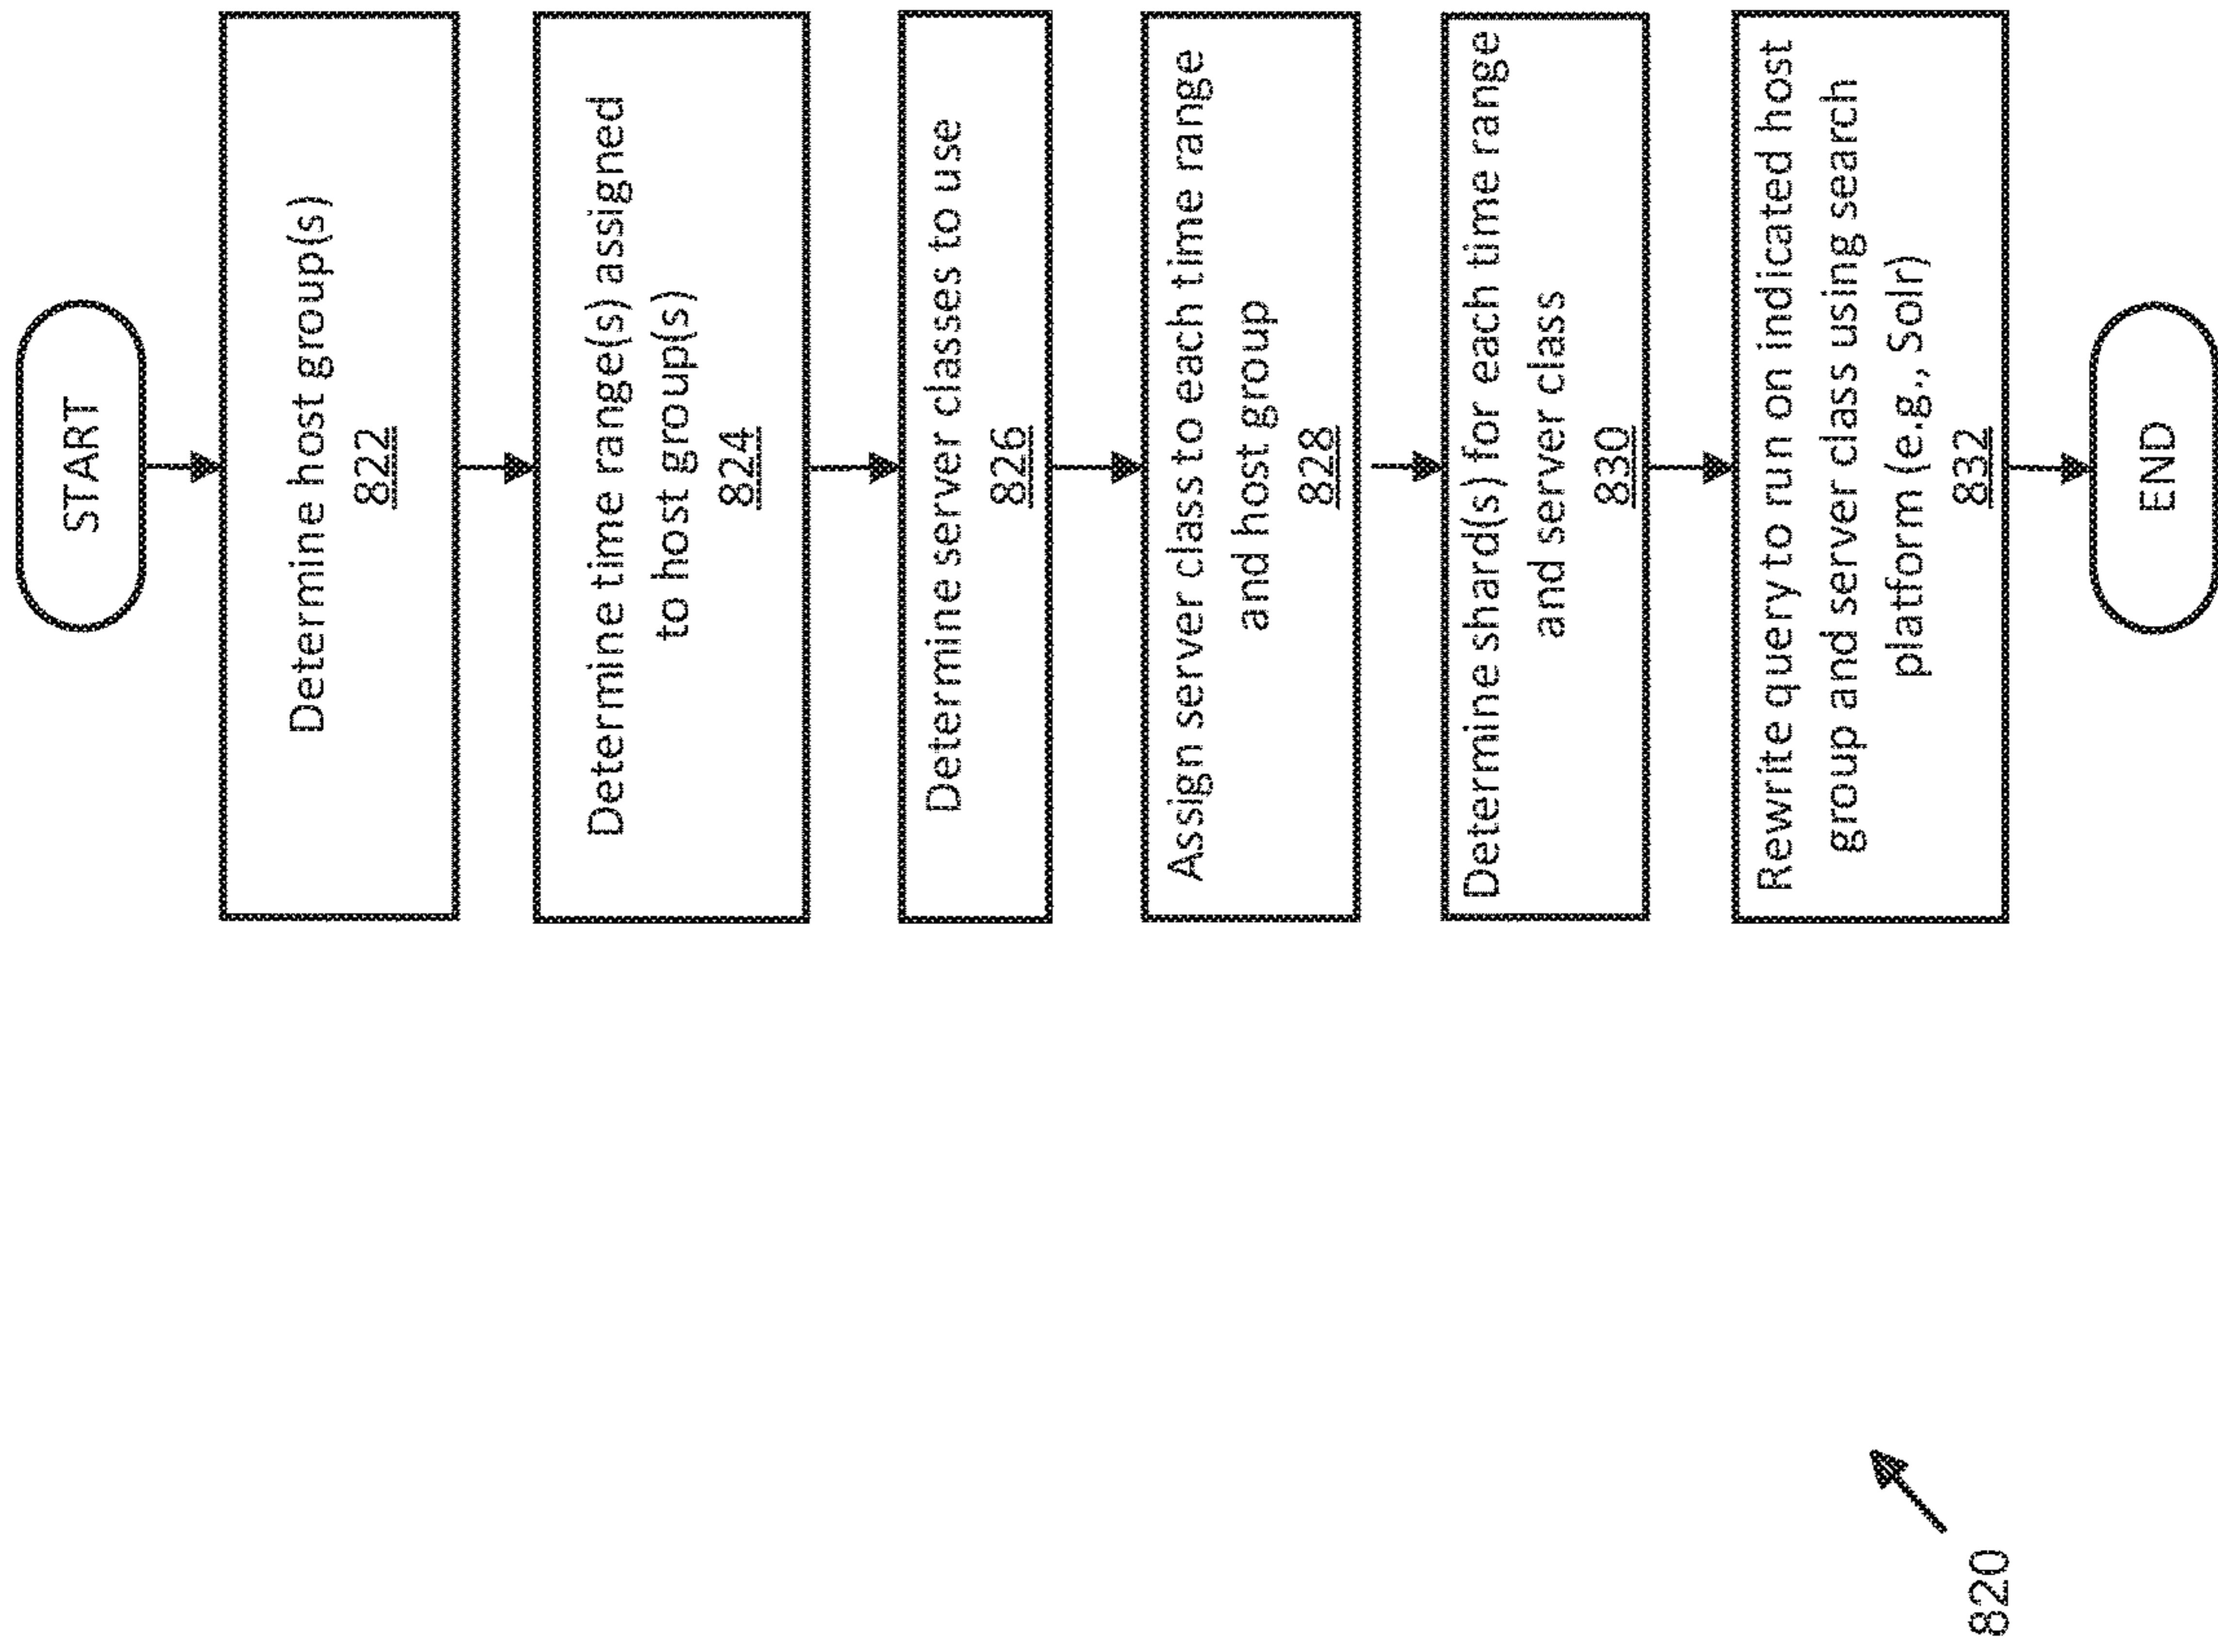 START
Determine host group(s)
822
Determine time range(s) assigned
to host group(s)
824
Determine server classes to use
826
Assign server class to each time range
and host group
828
Determine shard(s) for each time range
and server class
830
Rewrite query to run on indicated host
group and server class using search
platform (e.g., Solr)
832
END
820